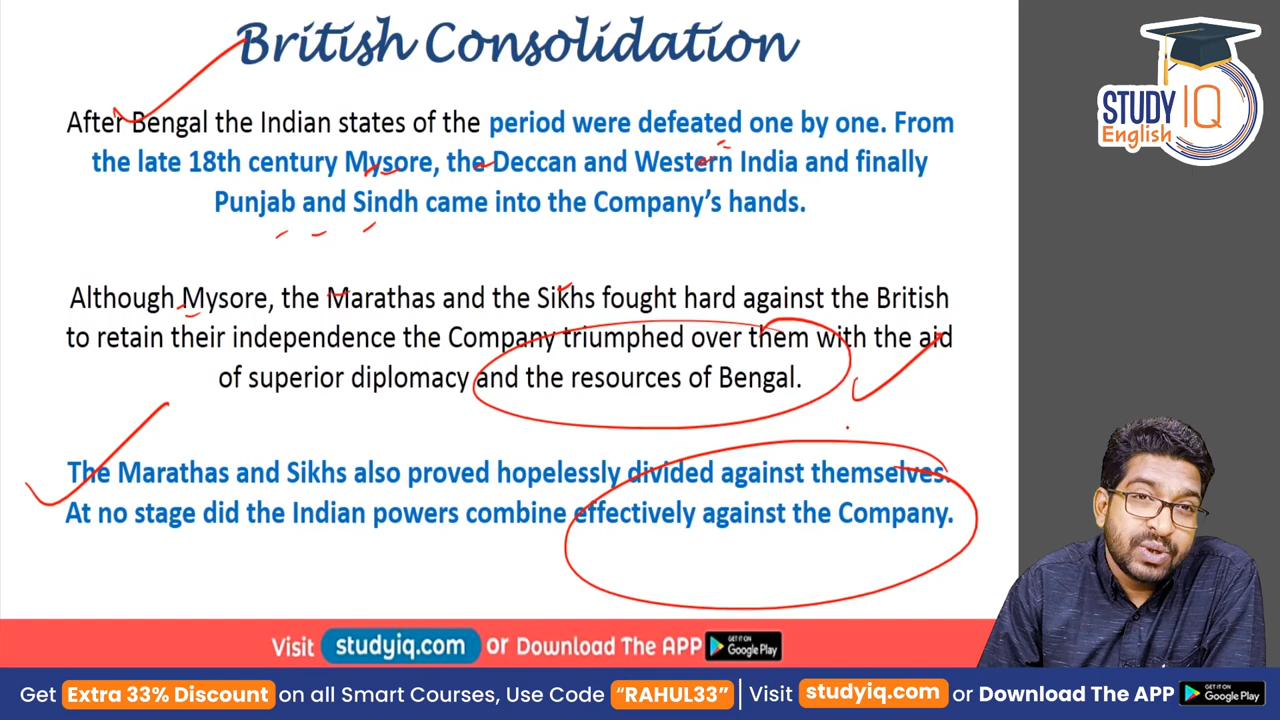 British Consolidation
After Bengal the Indian states of the period were defeated one by one. From
the late 18th century Mysore, the Deccan and Western India and finally
Punjab and Sindh came into the Company's hands.
Although Mysore, the Marathas and the Sikhs fought hard against the British
to retain their independence the Company triumphed over them with the aid
of superior diplomacy and the resources of Bengal.
The Marathas and Sikhs also proved hopelessly divided against themselves.
At no stage did the Indian powers combine effectively against the Company.
STUDY IQ
English
Visit studyiq.com or Download The APP GET IT ON Google Play
Get Extra 33% Discount on all Smart Courses, Use Code "RAHUL33" | Visit studyiq.com or Download The APP GET IT ON Google Play